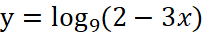 y = log₉(2 − 3x)